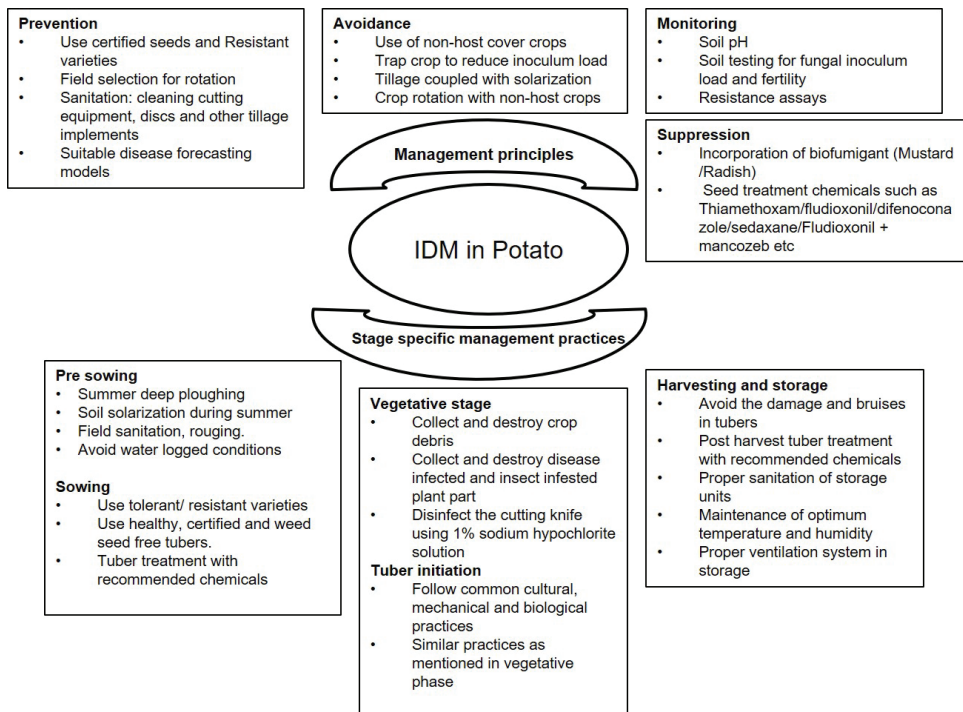 Prevention
• Use certified seeds and Resistant
varieties
• Field selection for rotation
• Sanitation: cleaning cutting
equipment, discs and other tillage
implements
• Suitable disease forecasting
models
Avoidance
• Use of non-host cover crops
• Trap crop to reduce inoculum load
• Tillage coupled with solarization
• Crop rotation with non-host crops
Monitoring
• Soil pH
• Soil testing for fungal inoculum
load and fertility
• Resistance assays
Suppression
• Incorporation of biofumigant (Mustard
/Radish)
• Seed treatment chemicals such as
Thiamethoxam/fludioxonil/difenocona
zole/sedaxane/Fludioxonil +
mancozeb etc
Management principles
IDM in Potato
Stage specific management practices
Pre sowing
• Summer deep ploughing
• Soil solarization during summer
• Field sanitation, rouging.
• Avoid water logged conditions
Sowing
• Use tolerant/ resistant varieties
• Use healthy, certified and weed
seed free tubers.
• Tuber treatment with
recommended chemicals
Vegetative stage
• Collect and destroy crop
debris
• Collect and destroy disease
infected and insect infested
plant part
• Disinfect the cutting knife
using 1% sodium hypochlorite
solution
Tuber initiation
• Follow common cultural,
mechanical and biological
practices
• Similar practices as
mentioned in vegetative
phase
Harvesting and storage
• Avoid the damage and bruises
in tubers
• Post harvest tuber treatment
with recommended chemicals
• Proper sanitation of storage
units
• Maintenance of optimum
temperature and humidity
• Proper ventilation system in
storage